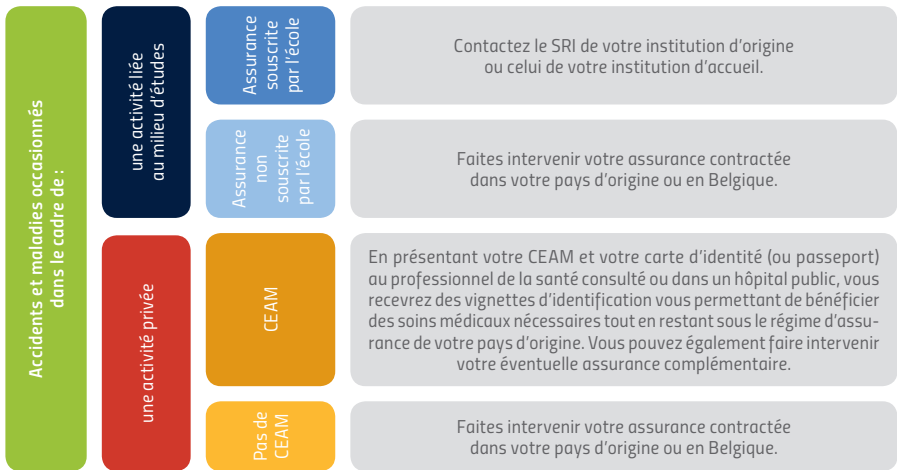 Accidents et maladies occasionnés
dans le cadre de :
une activité liée
au milieu d'études
Assurance
souscrite
par l'école
Contactez le SRI de votre institution d'origine
ou celui de votre institution d'accueil.
Assurance
non
souscrite
par l'école
Faites intervenir votre assurance contractée
dans votre pays d'origine ou en Belgique.
une activité privée
CEAM
En présentant votre CEAM et votre carte d'identité (ou passeport)
au professionnel de la santé consulté ou dans un hôpital public, vous
recevrez des vignettes d'identification vous permettant de bénéficier
des soins médicaux nécessaires tout en restant sous le régime d'assu-
rance de votre pays d'origine. Vous pouvez également faire intervenir
votre éventuelle assurance complémentaire.
Pas de
CEAM
Faites intervenir votre assurance contractée
dans votre pays d'origine ou en Belgique.